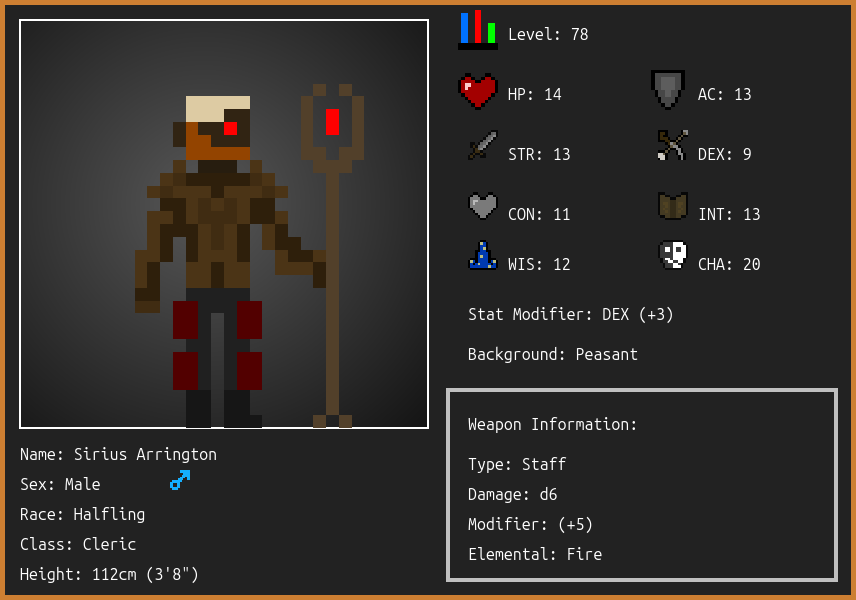 Level: 78
HP: 14
AC: 13
STR: 13
DEX: 9
CON: 11
INT: 13
WIS: 12
CHA: 20
Stat Modifier: DEX (+3)
Background: Peasant
Weapon Information:
Type: Staff
Damage: d6
Modifier: (+5)
Elemental: Fire
Name: Sirius Arrington
Sex: Male
Race: Halfling
Class: Cleric
Height: 112cm (3'8")